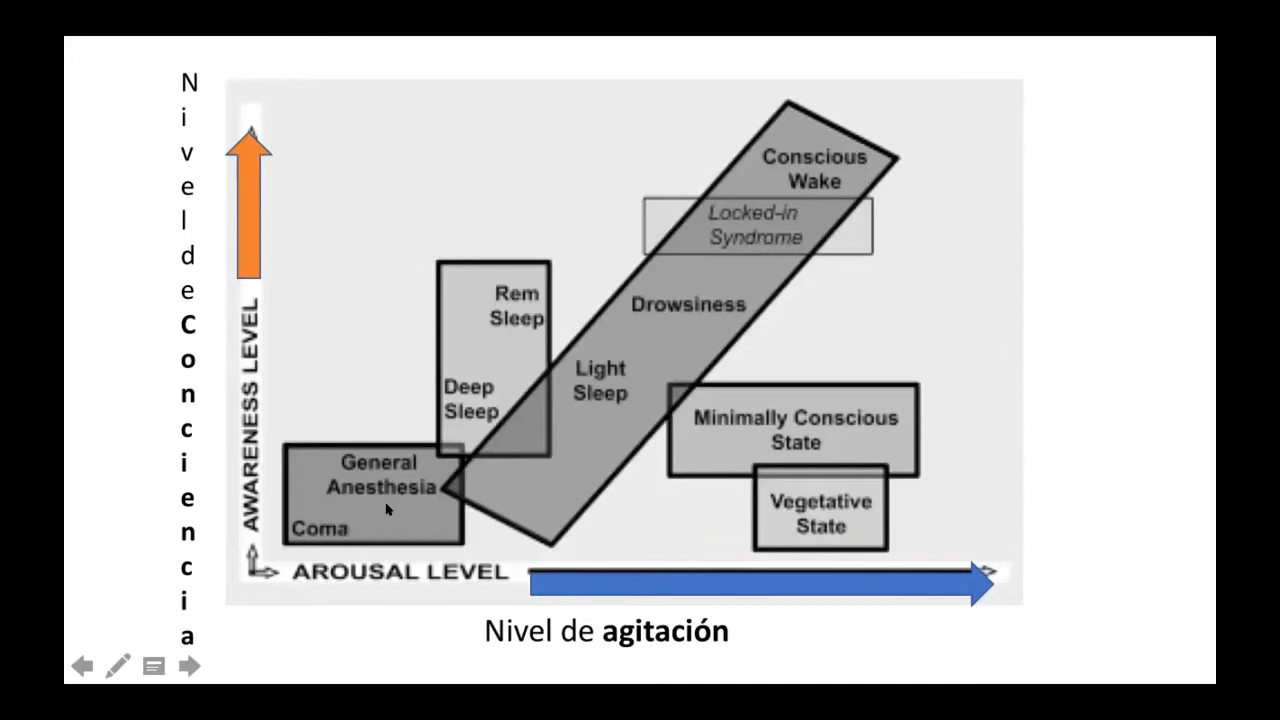 Nivel de Conciencia
AWARENESS LEVEL
Conscious
Wake
Locked-in
Syndrome
Rem
Sleep
Drowsiness
Light
Sleep
Deep
Sleep
Minimally Conscious
State
General
Anesthesia
Coma
Vegetative
State
AROUSAL LEVEL
Nivel de agitación